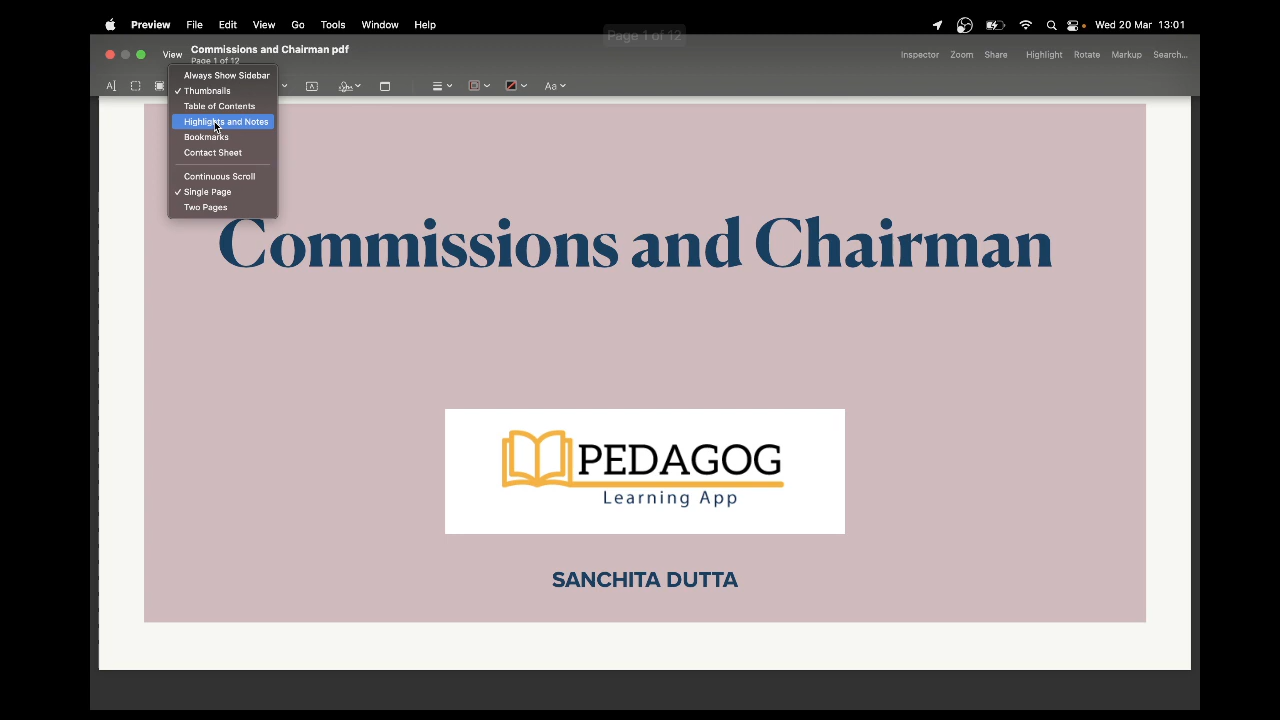 Preview File Edit View Go Tools Window Help Wed 20 Mar 13:01
Page 1 of 12
View Commissions and Chairman pdf Inspector Zoom Share Highlight Rotate Markup Search...
Page 1 of 12
Always Show Sidebar
✓ Thumbnails
Table of Contents
Highlights and Notes
Bookmarks
Contact Sheet
Continuous Scroll
✓ Single Page
Two Pages
A A Aa
Commissions and Chairman
PEDAGOG
Learning App
SANCHITA DUTTA